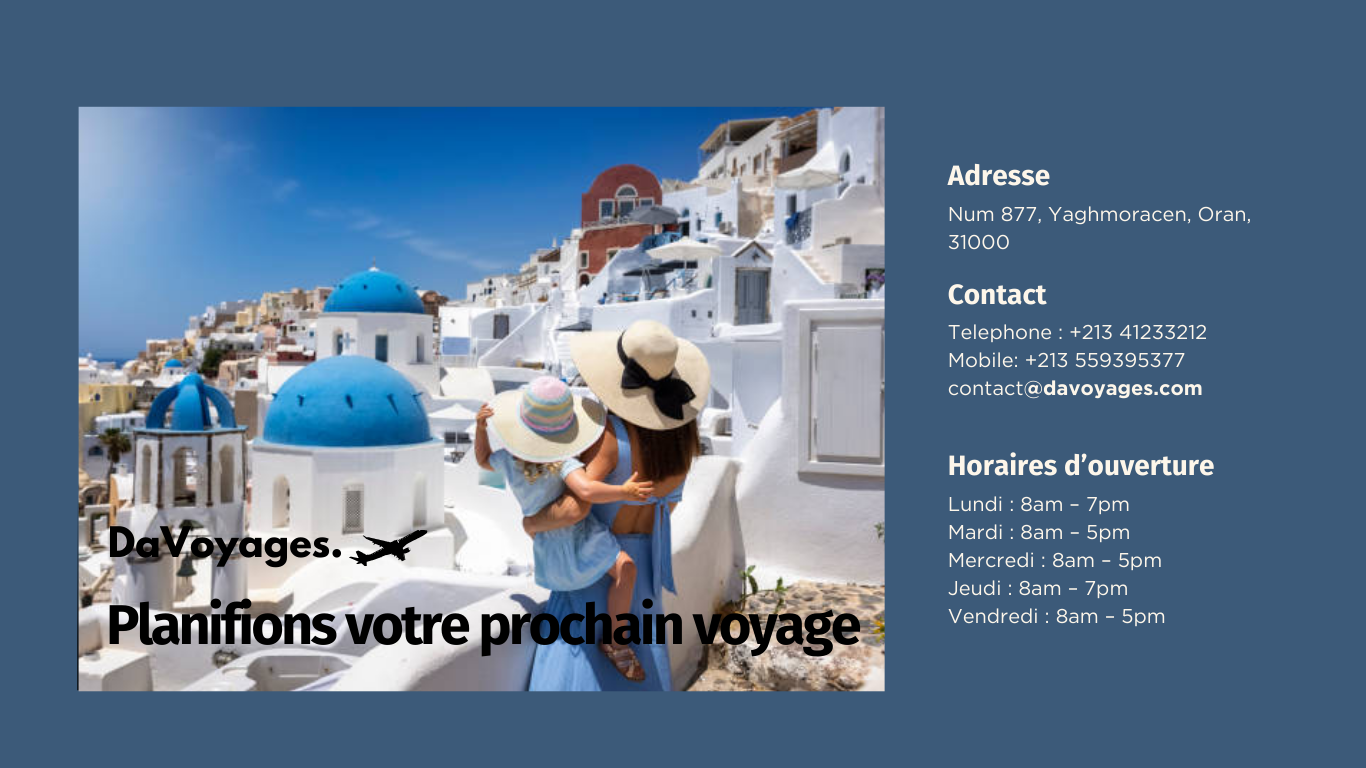 DaVoyages.
Planifions votre prochain voyage
Adresse
Num 877, Yaghmoracen, Oran,
31000
Contact
Telephone : +213 41233212
Mobile: +213 559395377
contact@davoyages.com
Horaires d’ouverture
Lundi : 8am – 7pm
Mardi : 8am – 5pm
Mercredi : 8am – 5pm
Jeudi : 8am – 7pm
Vendredi : 8am – 5pm